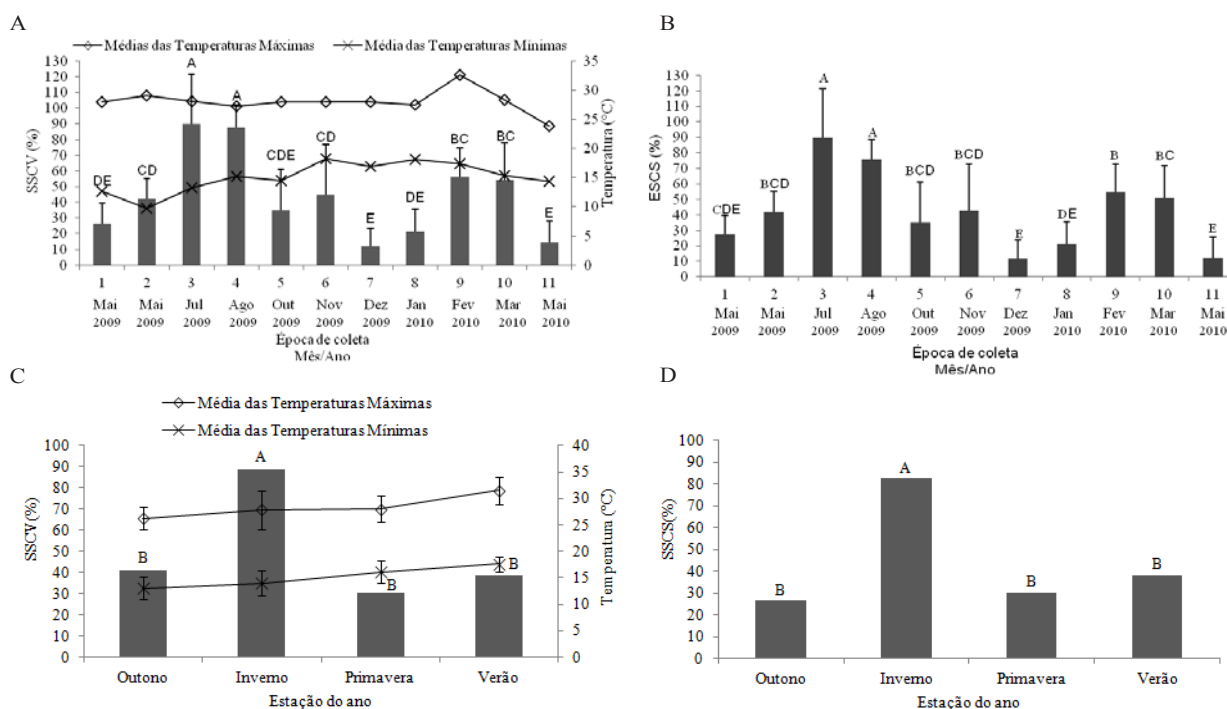 A
Médias das Temperaturas Máximas
Média das Temperaturas Mínimas
SSCV (%)
130
120
110
100
90
80
70
60
50
40
30
20
10
0
35
30
25
20
15
10
5
0
Temperatura (°C)
DE
CD
A
A
CDE
CD
E
DE
BC
BC
E
1 2 3 4 5 6 7 8 9 10 11
Mai Mai Jul Ago Out Nov Dez Jan Fev Mar Mai
2009 2009 2009 2009 2009 2009 2009 2010 2010 2010 2010
Época de coleta
Mês/Ano
B
ESCS (%)
130
120
110
100
90
80
70
60
50
40
30
20
10
0
CDE
BCD
A
A
BCD
BCD
E
DE
B
BC
E
1 2 3 4 5 6 7 8 9 10 11
Mai Mai Jul Ago Out Nov Dez Jan Fev Mar Mai
2009 2009 2009 2009 2009 2009 2009 2010 2010 2010 2010
Época de coleta
Mês/Ano
C
Média das Temperaturas Máximas
Média das Temperaturas Mínimas
SSCV (%)
100
90
80
70
60
50
40
30
20
10
0
40
35
30
25
20
15
10
5
0
Temperatura (°C)
B
A
B
B
Outono Inverno Primavera Verão
Estação do ano
D
SSCS(%)
100
90
80
70
60
50
40
30
20
10
0
B
A
B
B
Outono Inverno Primavera Verão
Estação do ano